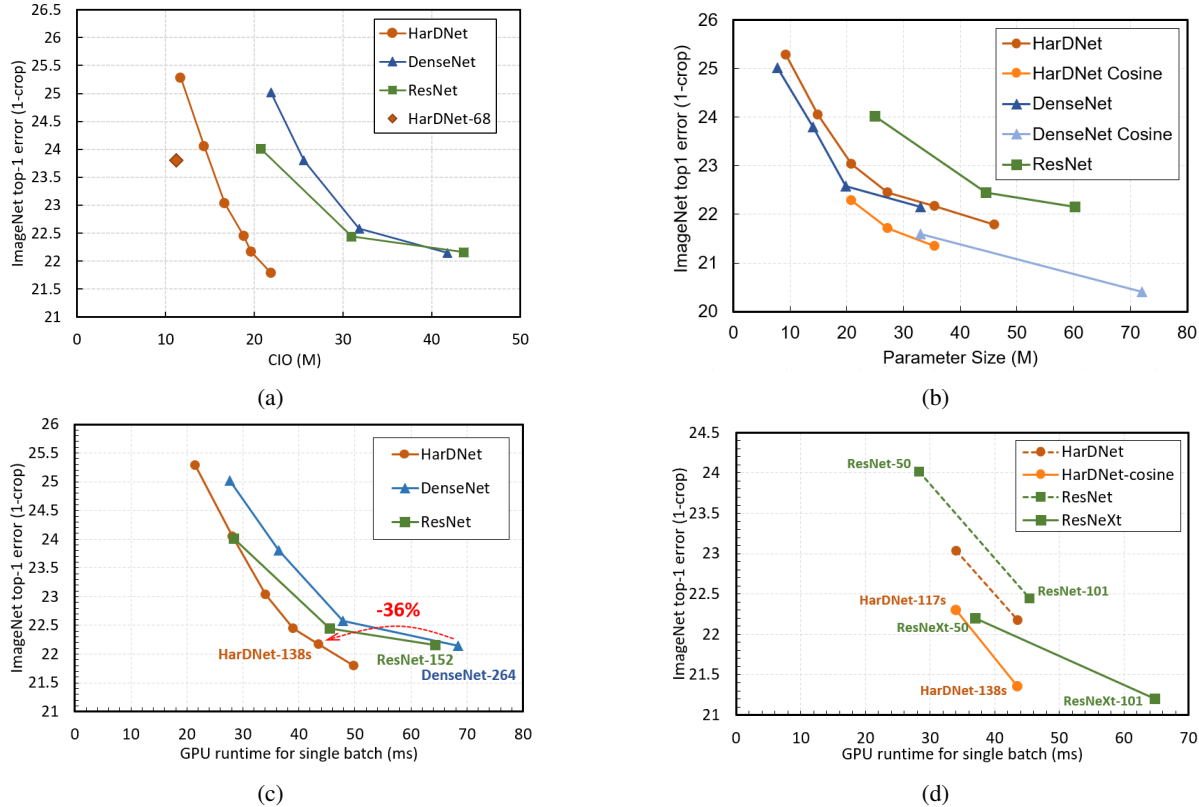 26.5
26
25.5
25
24.5
24
23.5
23
22.5
22
21.5
21
ImageNet top-1 error (1-crop)
HarDNet
DenseNet
ResNet
HarDNet-68
0 10 20 30 40 50
CIO (M)
(a)
26
25
24
23
22
21
20
ImageNet top1 error (1-crop)
HarDNet
HarDNet Cosine
DenseNet
DenseNet Cosine
ResNet
0 10 20 30 40 50 60 70 80
Parameter Size (M)
(b)
26
25.5
25
24.5
24
23.5
23
22.5
22
21.5
21
ImageNet top-1 error (1-crop)
HarDNet
DenseNet
ResNet
-36%
HarDNet-138s
ResNet-152
DenseNet-264
0 10 20 30 40 50 60 70 80
GPU runtime for single batch (ms)
(c)
24.5
24
23.5
23
22.5
22
21.5
21
ImageNet top-1 error (1-crop)
HarDNet
HarDNet-cosine
ResNet
ResNeXt
ResNet-50
ResNet-101
HarDNet-117s
ResNeXt-50
HarDNet-138s
ResNeXt-101
0 10 20 30 40 50 60 70
GPU runtime for single batch (ms)
(d)